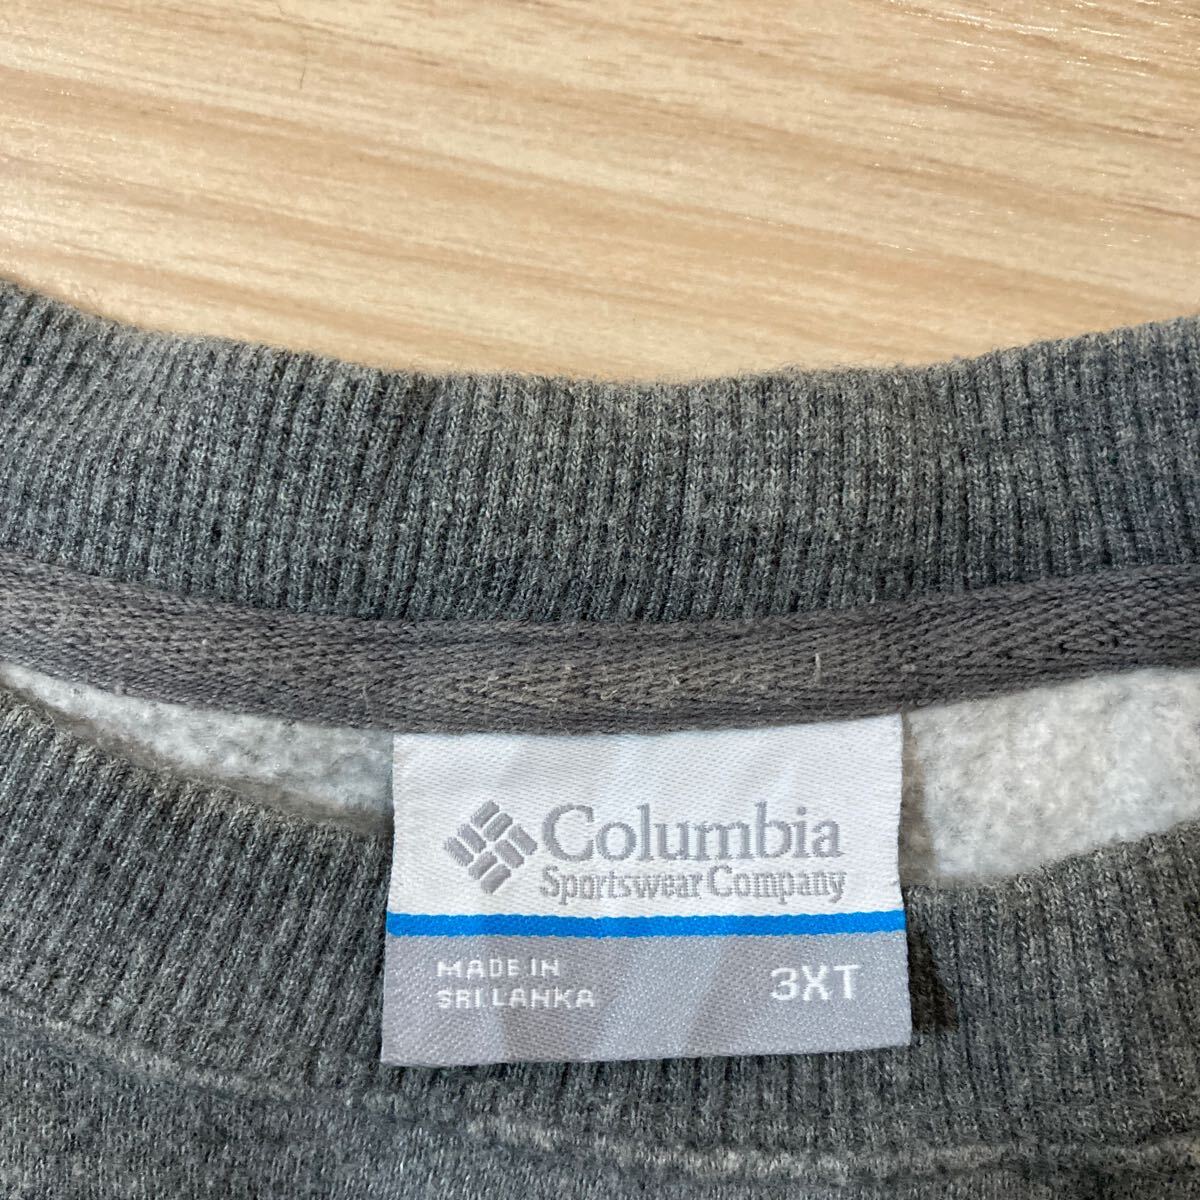 Columbia
Sportswear Company
MADE IN
SRI LANKA
3XT